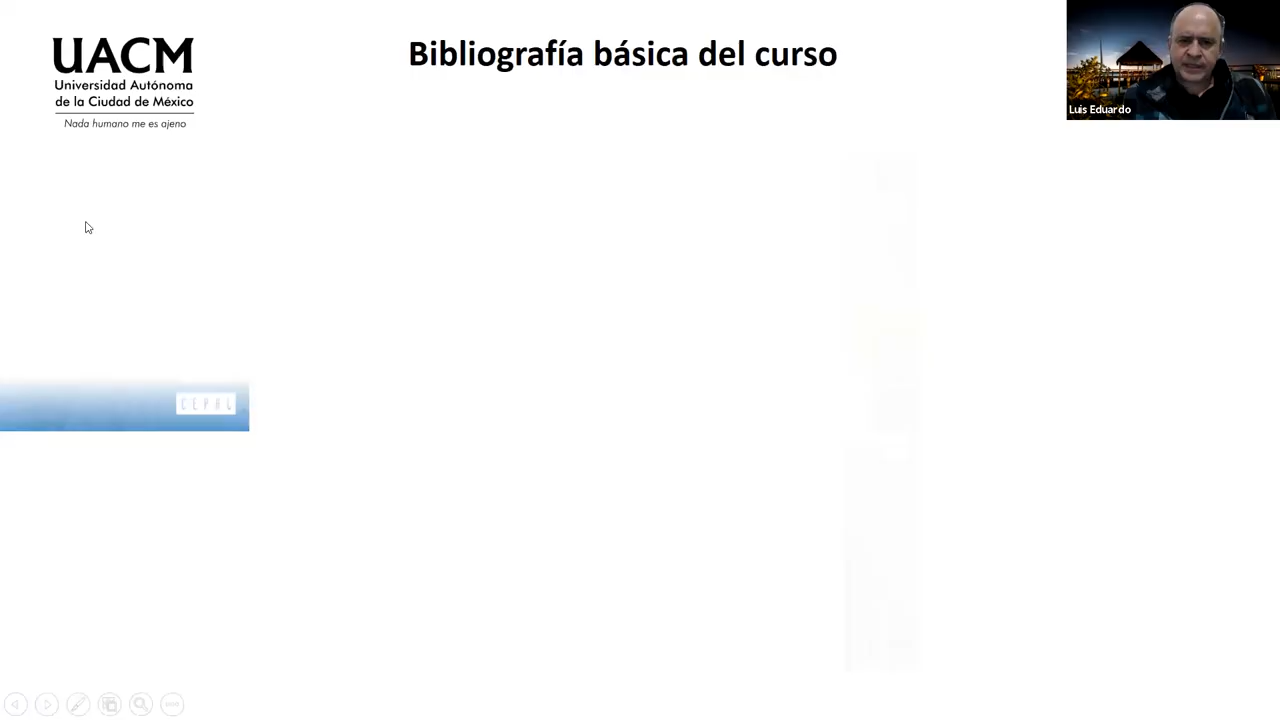 UACM
Universidad Autónoma
de la Ciudad de México
Nada humano me es ajeno
Bibliografía básica del curso
Luis Eduardo
CEPAL